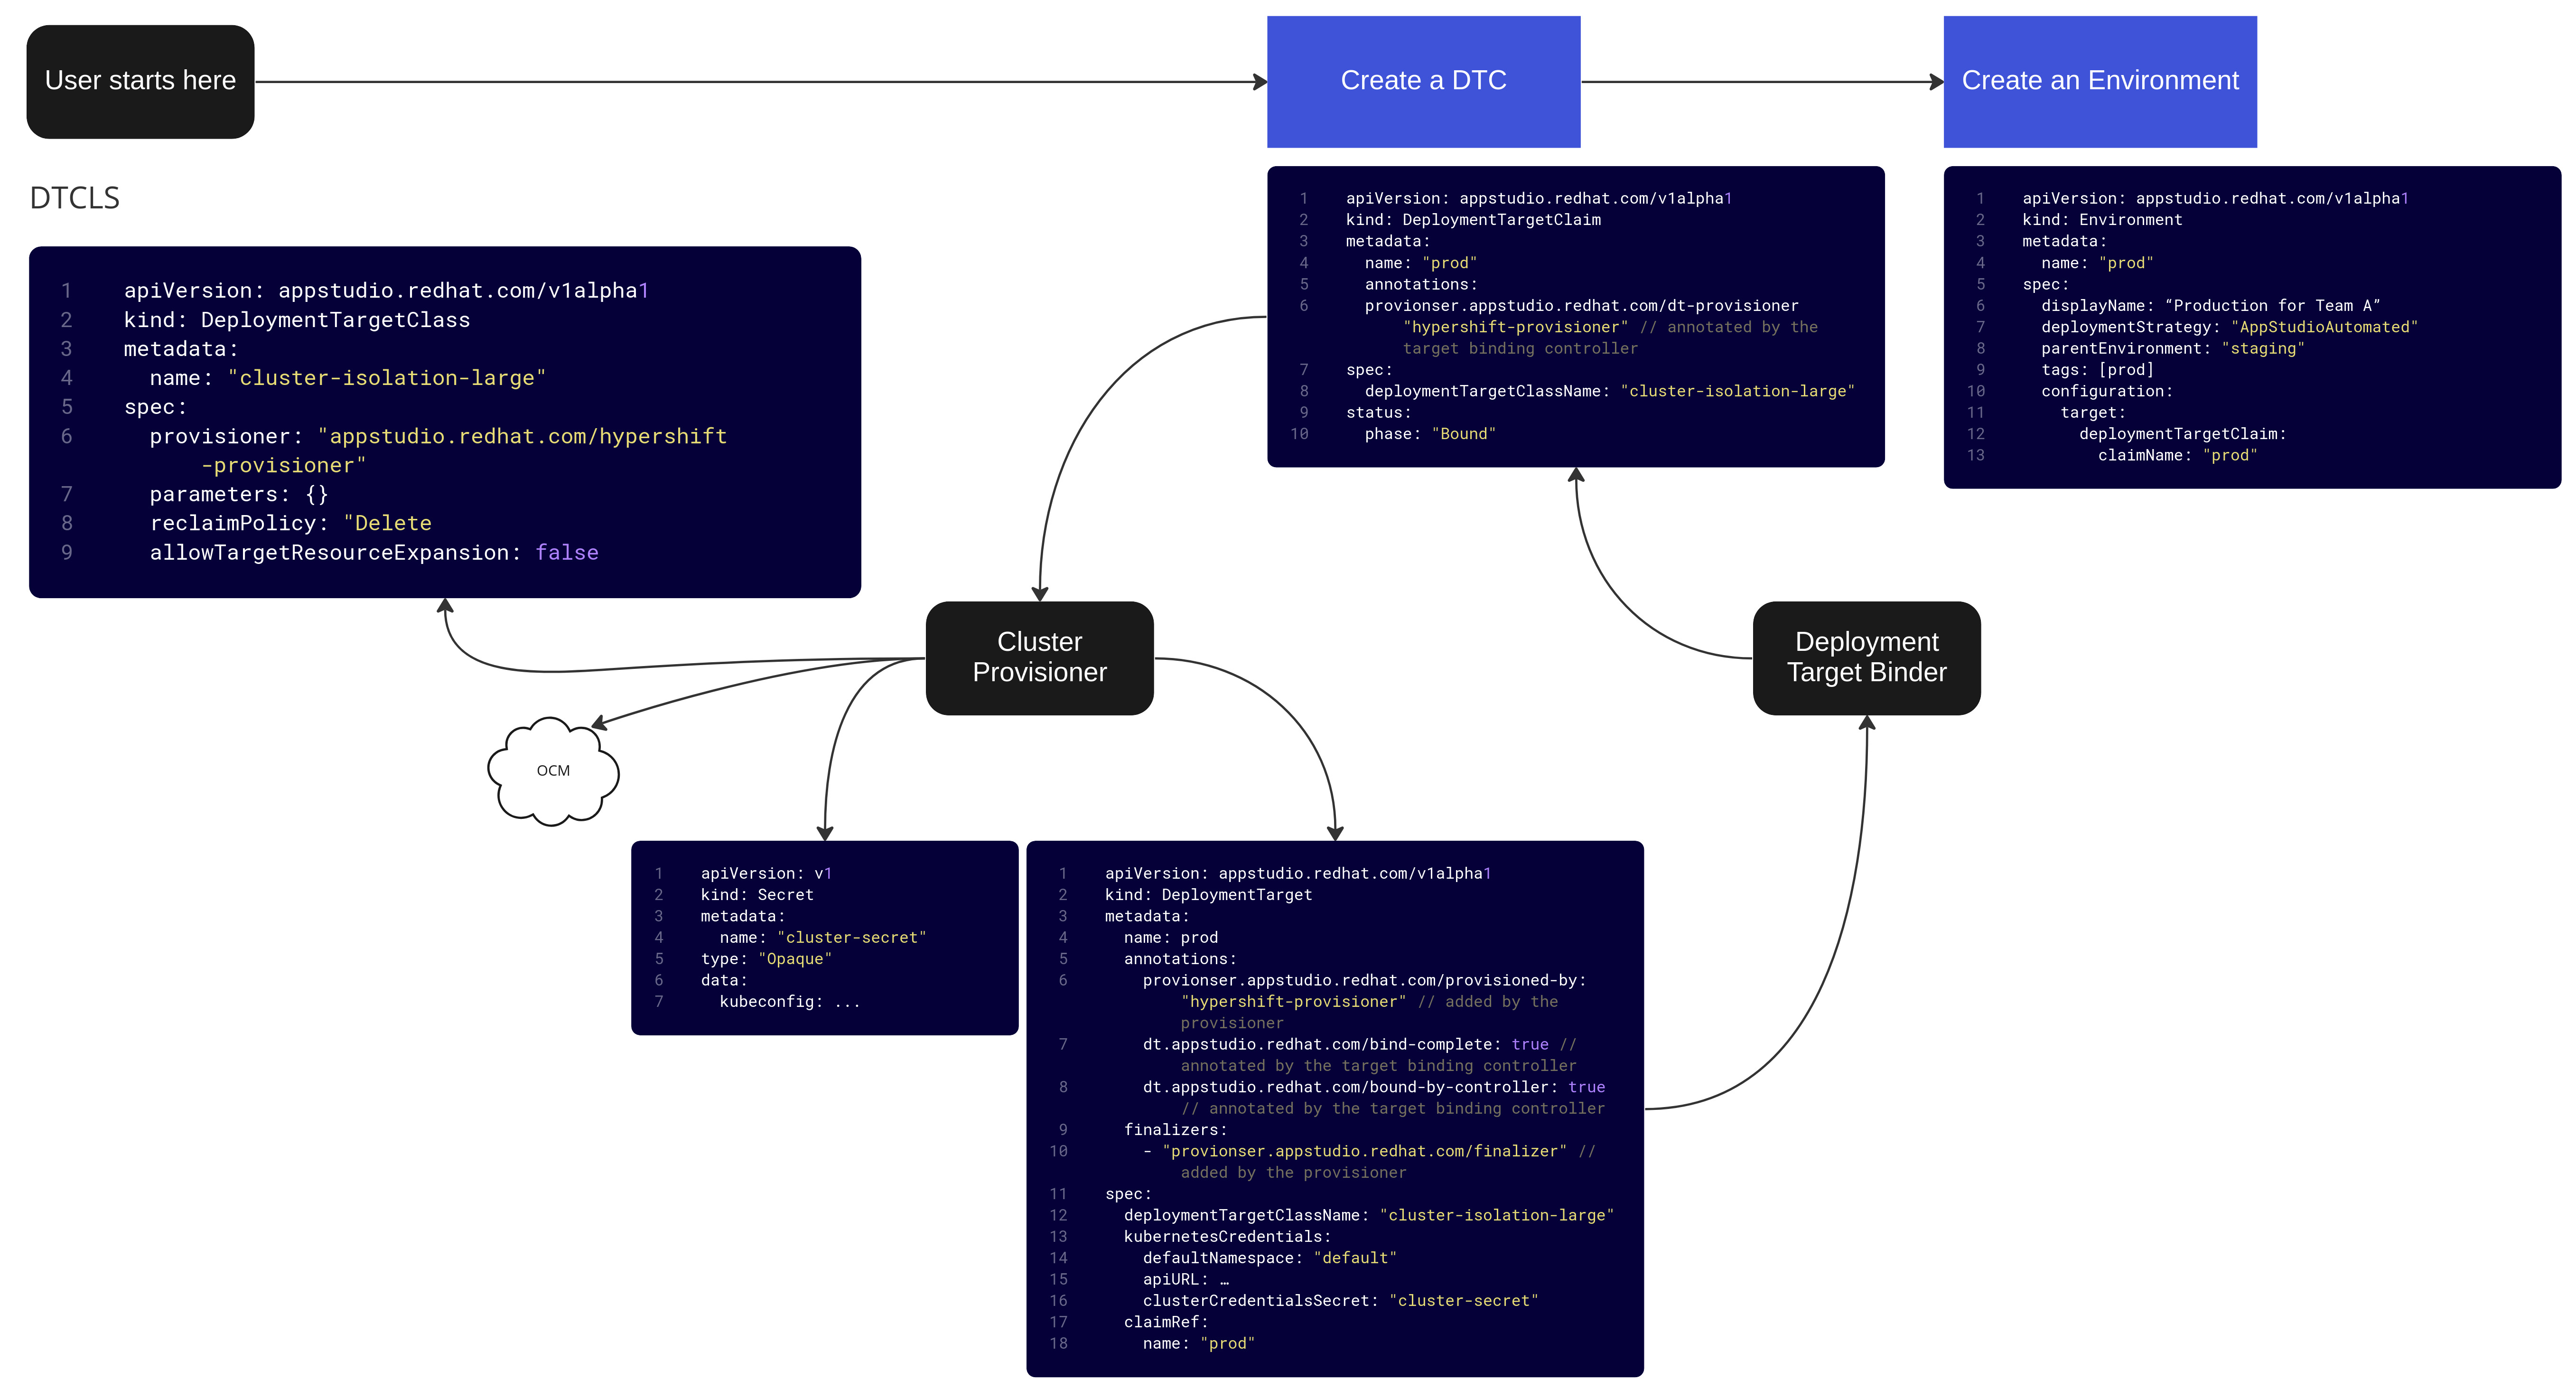 User starts here
Create a DTC
Create an Environment
DTCLS
1 apiVersion: appstudio.redhat.com/v1alpha1
2 kind: DeploymentTargetClass
3 metadata:
4 name: "cluster-isolation-large"
5 spec:
6 provisioner: "appstudio.redhat.com/hypershift
-provisioner"
7 parameters: {}
8 reclaimPolicy: "Delete
9 allowTargetResourceExpansion: false
1 apiVersion: appstudio.redhat.com/v1alpha1
2 kind: DeploymentTargetClaim
3 metadata:
4 name: "prod"
5 annotations:
6 provionser.appstudio.redhat.com/dt-provisioner
"hypershift-provisioner" // annotated by the
target binding controller
7 spec:
8 deploymentTargetClassName: "cluster-isolation-large"
9 status:
10 phase: "Bound"
1 apiVersion: appstudio.redhat.com/v1alpha1
2 kind: Environment
3 metadata:
4 name: "prod"
5 spec:
6 displayName: “Production for Team A”
7 deploymentStrategy: "AppStudioAutomated"
8 parentEnvironment: "staging"
9 tags: [prod]
10 configuration:
11 target:
12 deploymentTargetClaim:
13 claimName: "prod"
Cluster
Provisioner
Deployment
Target Binder
OCM
1 apiVersion: v1
2 kind: Secret
3 metadata:
4 name: "cluster-secret"
5 type: "Opaque"
6 data:
7 kubeconfig: ...
1 apiVersion: appstudio.redhat.com/v1alpha1
2 kind: DeploymentTarget
3 metadata:
4 name: prod
5 annotations:
6 provionser.appstudio.redhat.com/provisioned-by:
"hypershift-provisioner" // added by the
provisioner
7 dt.appstudio.redhat.com/bind-complete: true //
annotated by the target binding controller
8 dt.appstudio.redhat.com/bound-by-controller: true
// annotated by the target binding controller
9 finalizers:
10 - "provionser.appstudio.redhat.com/finalizer" //
added by the provisioner
11 spec:
12 deploymentTargetClassName: "cluster-isolation-large"
13 kubernetesCredentials:
14 defaultNamespace: "default"
15 apiURL: …
16 clusterCredentialsSecret: "cluster-secret"
17 claimRef:
18 name: "prod"